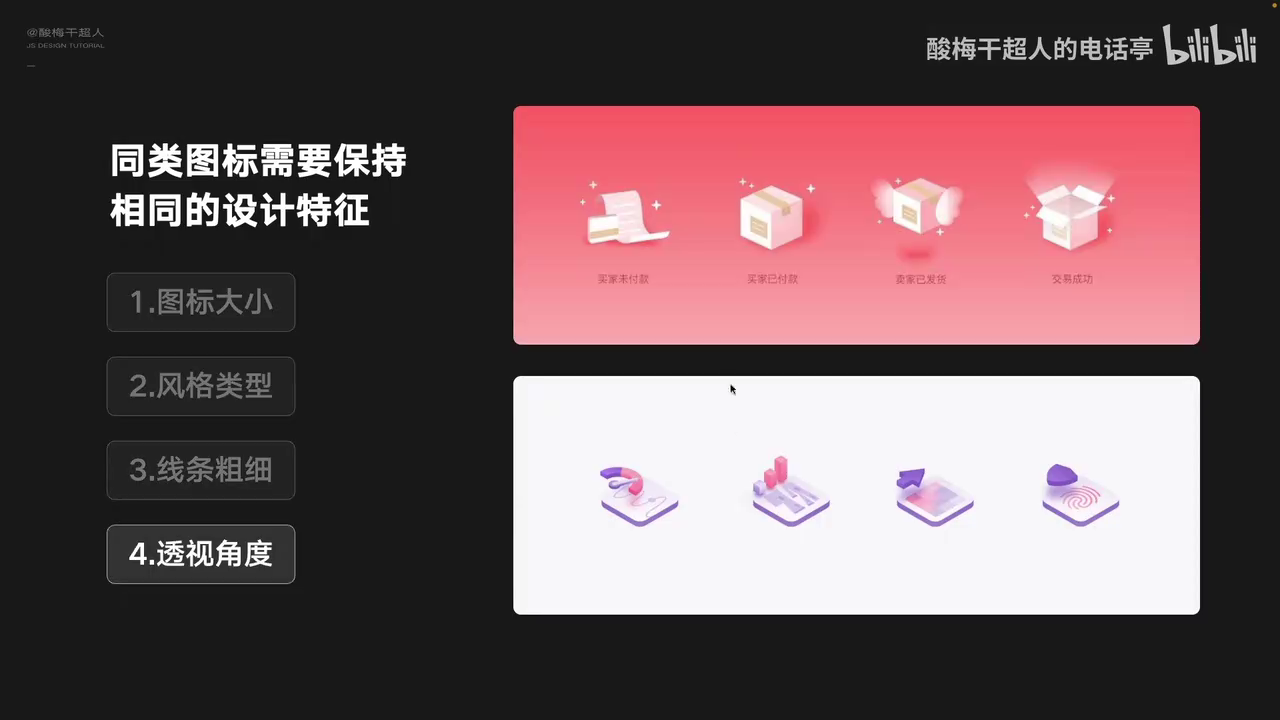 @酸梅干超人
JS DESIGN TUTORIAL
酸梅干超人的电话亭 bilibili
同类图标需要保持
相同的设计特征
1.图标大小
2.风格类型
3.线条粗细
4.透视角度
买家未付款
买家已付款
卖家已发货
交易成功